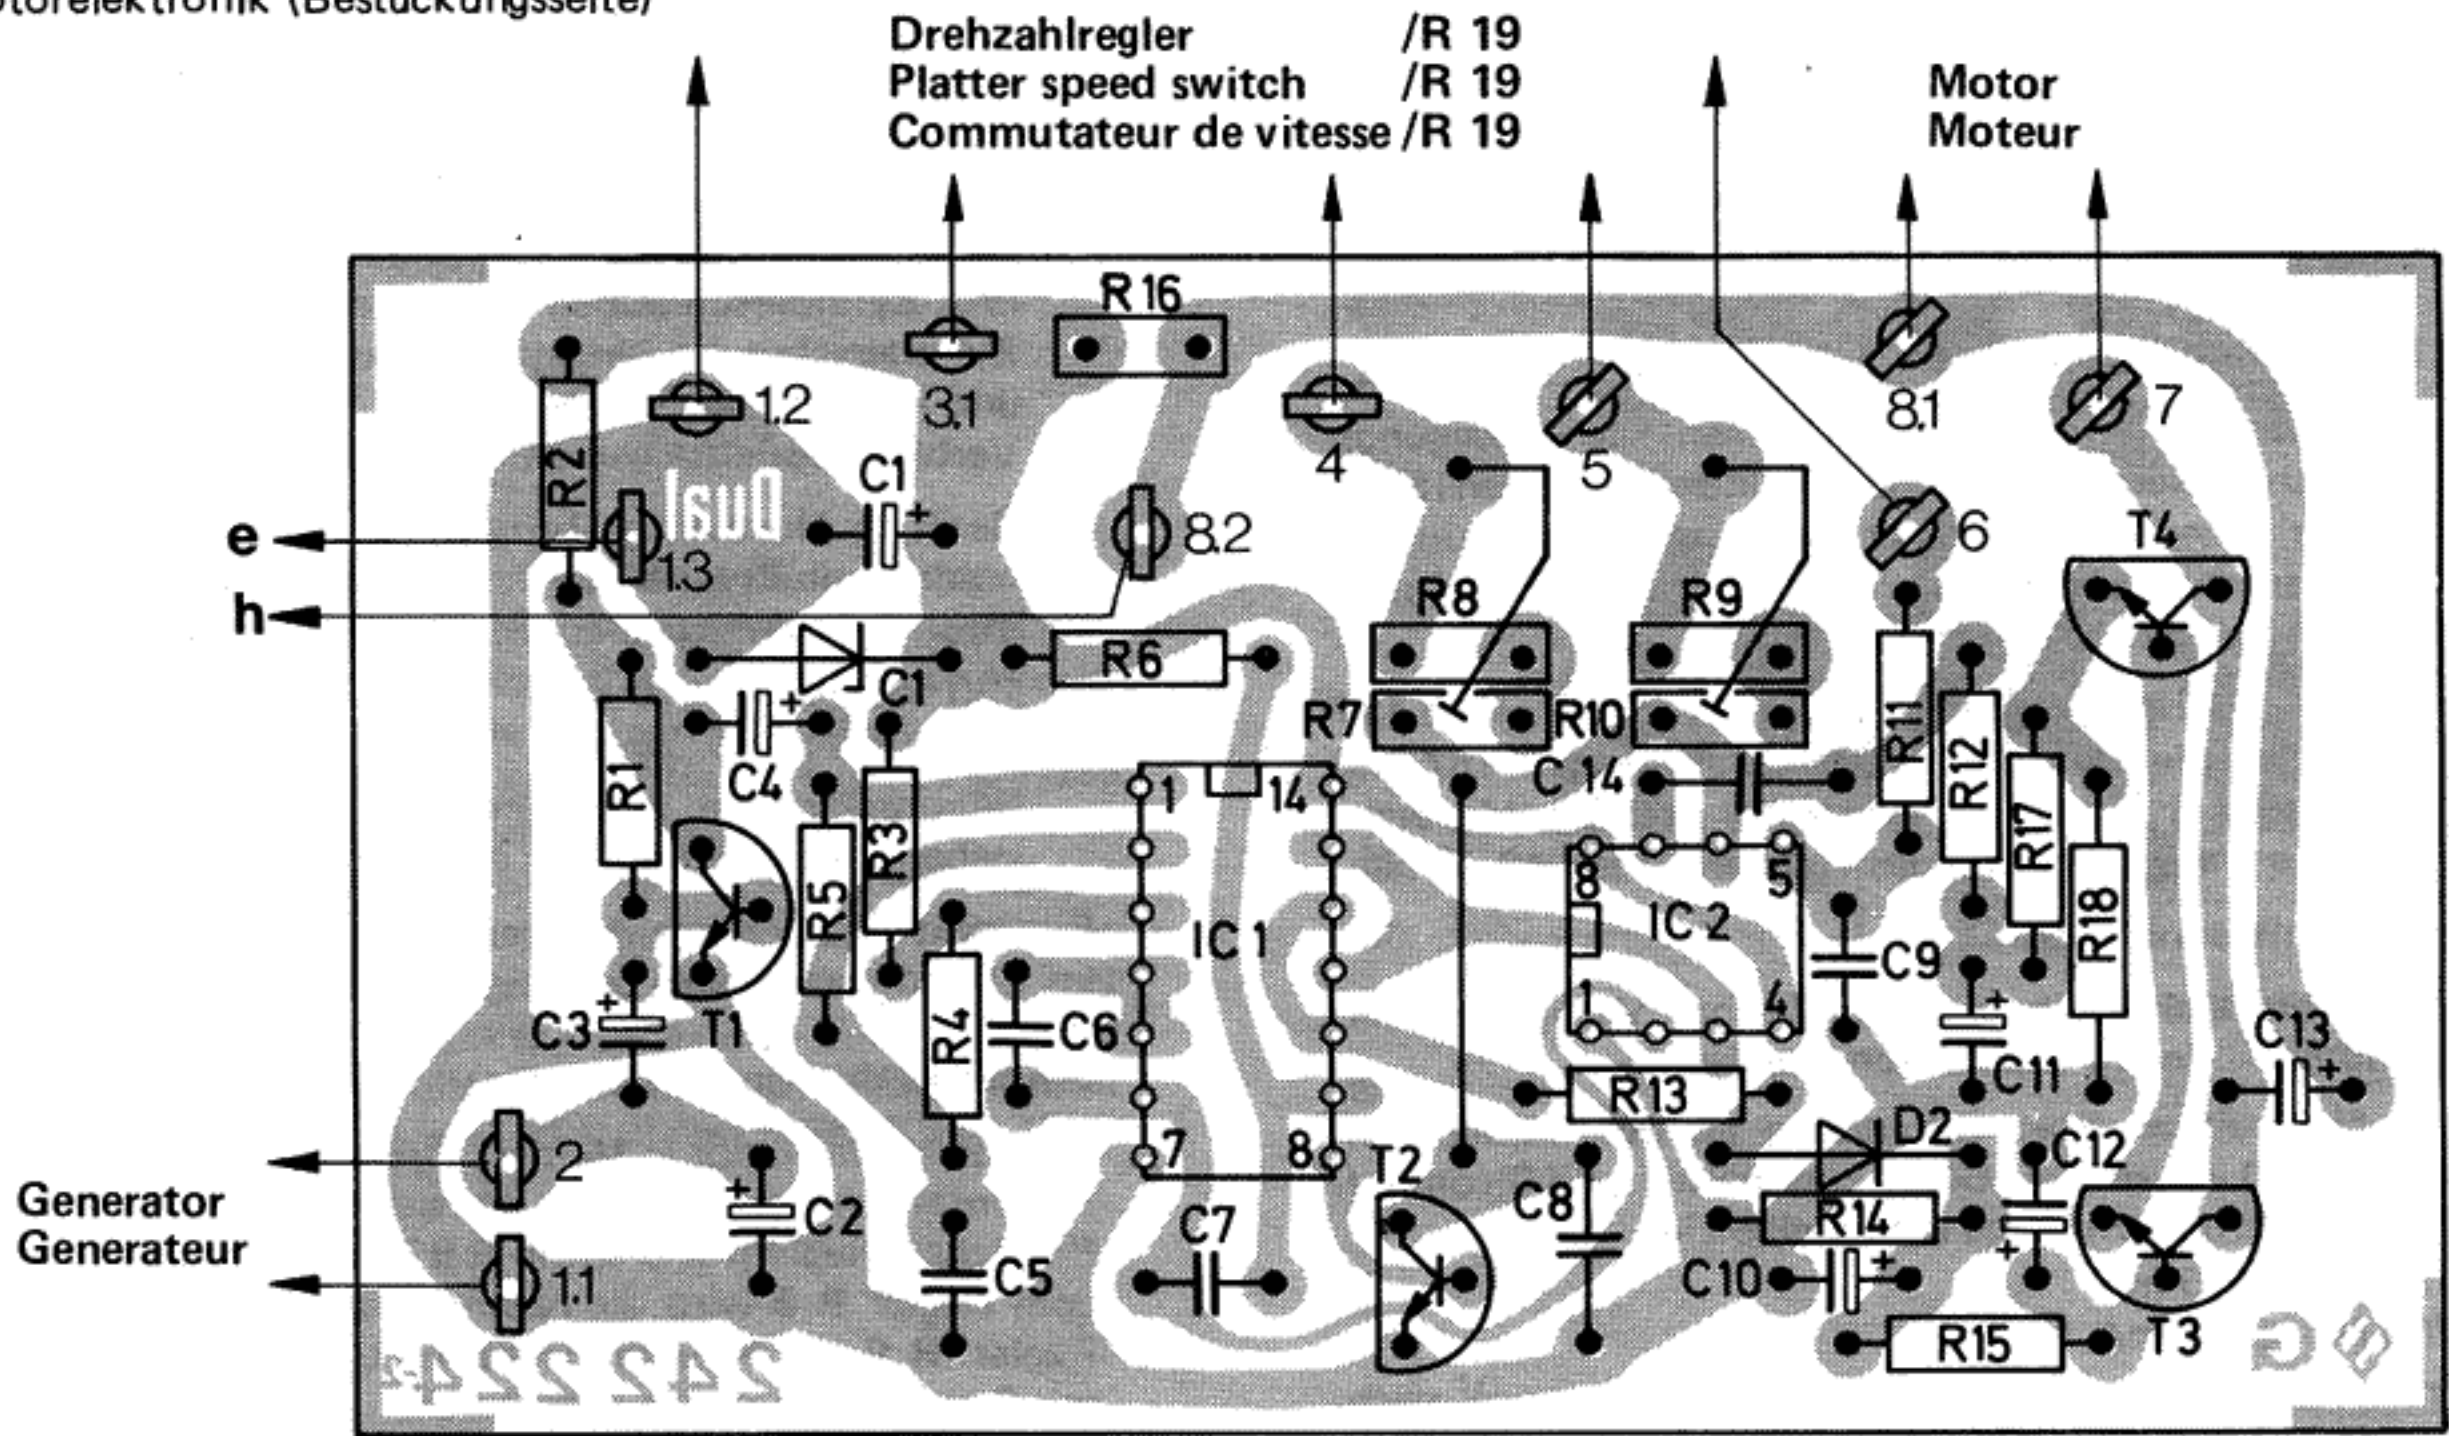 (Bestückungsseite)
Drehzahlregler /R 19
Platter speed switch /R 19
Commutateur de vitesse /R 19
Motor
Moteur
R16
1.2
3.1
4
5
8.1
7
R2
Dual
C1
+
8.2
6
T4
e
1.3
h
R8
R9
R6
C1
R7
R10
R11
R12
R1
C4
+
R3
1
14
C 14
R17
R5
8
5
R18
IC 1
IC 2
C9
C3
+
T1
R4
C6
1
4
+
C11
C13
+
R13
D2
2
7
8
T2
C12
+
Generator
Generateur
+
C2
C7
C8
R14
1.1
C5
C10
+
R15
T3
242 224-2
G